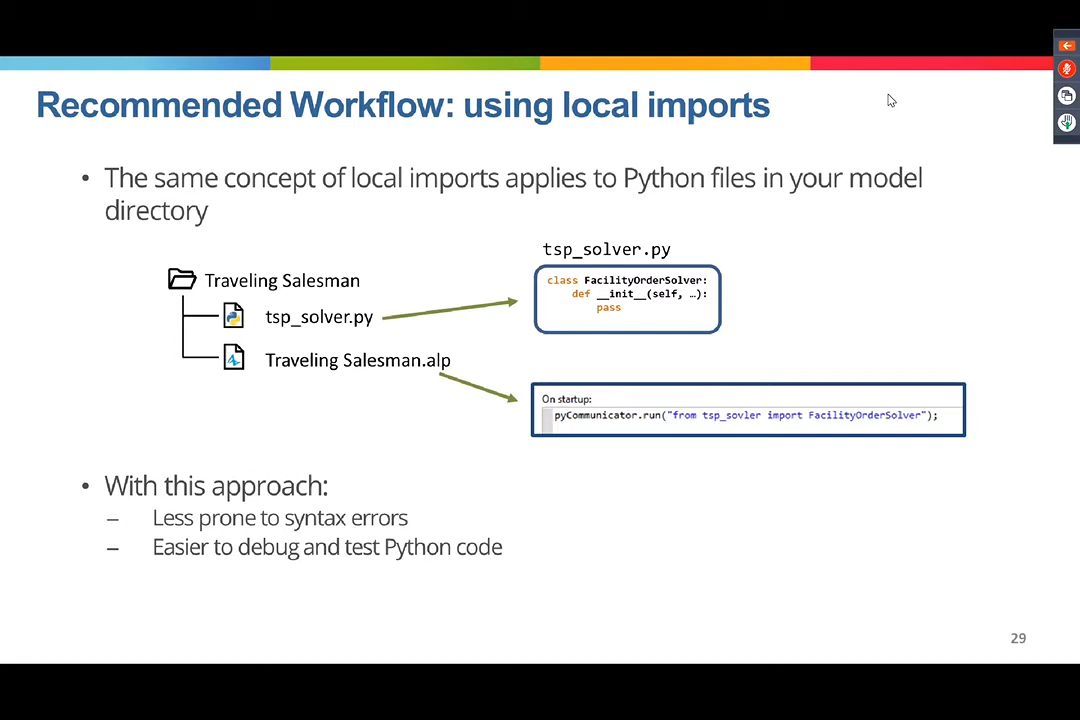 Recommended Workflow: using local imports
• The same concept of local imports applies to Python files in your model
directory
Traveling Salesman
tsp_solver.py
Traveling Salesman.alp
tsp_solver.py
class FacilityOrderSolver:
def __init__(self, …):
pass
On startup:
pyCommunicator.run("from tsp_sovler import FacilityOrderSolver");
• With this approach:
– Less prone to syntax errors
– Easier to debug and test Python code
29